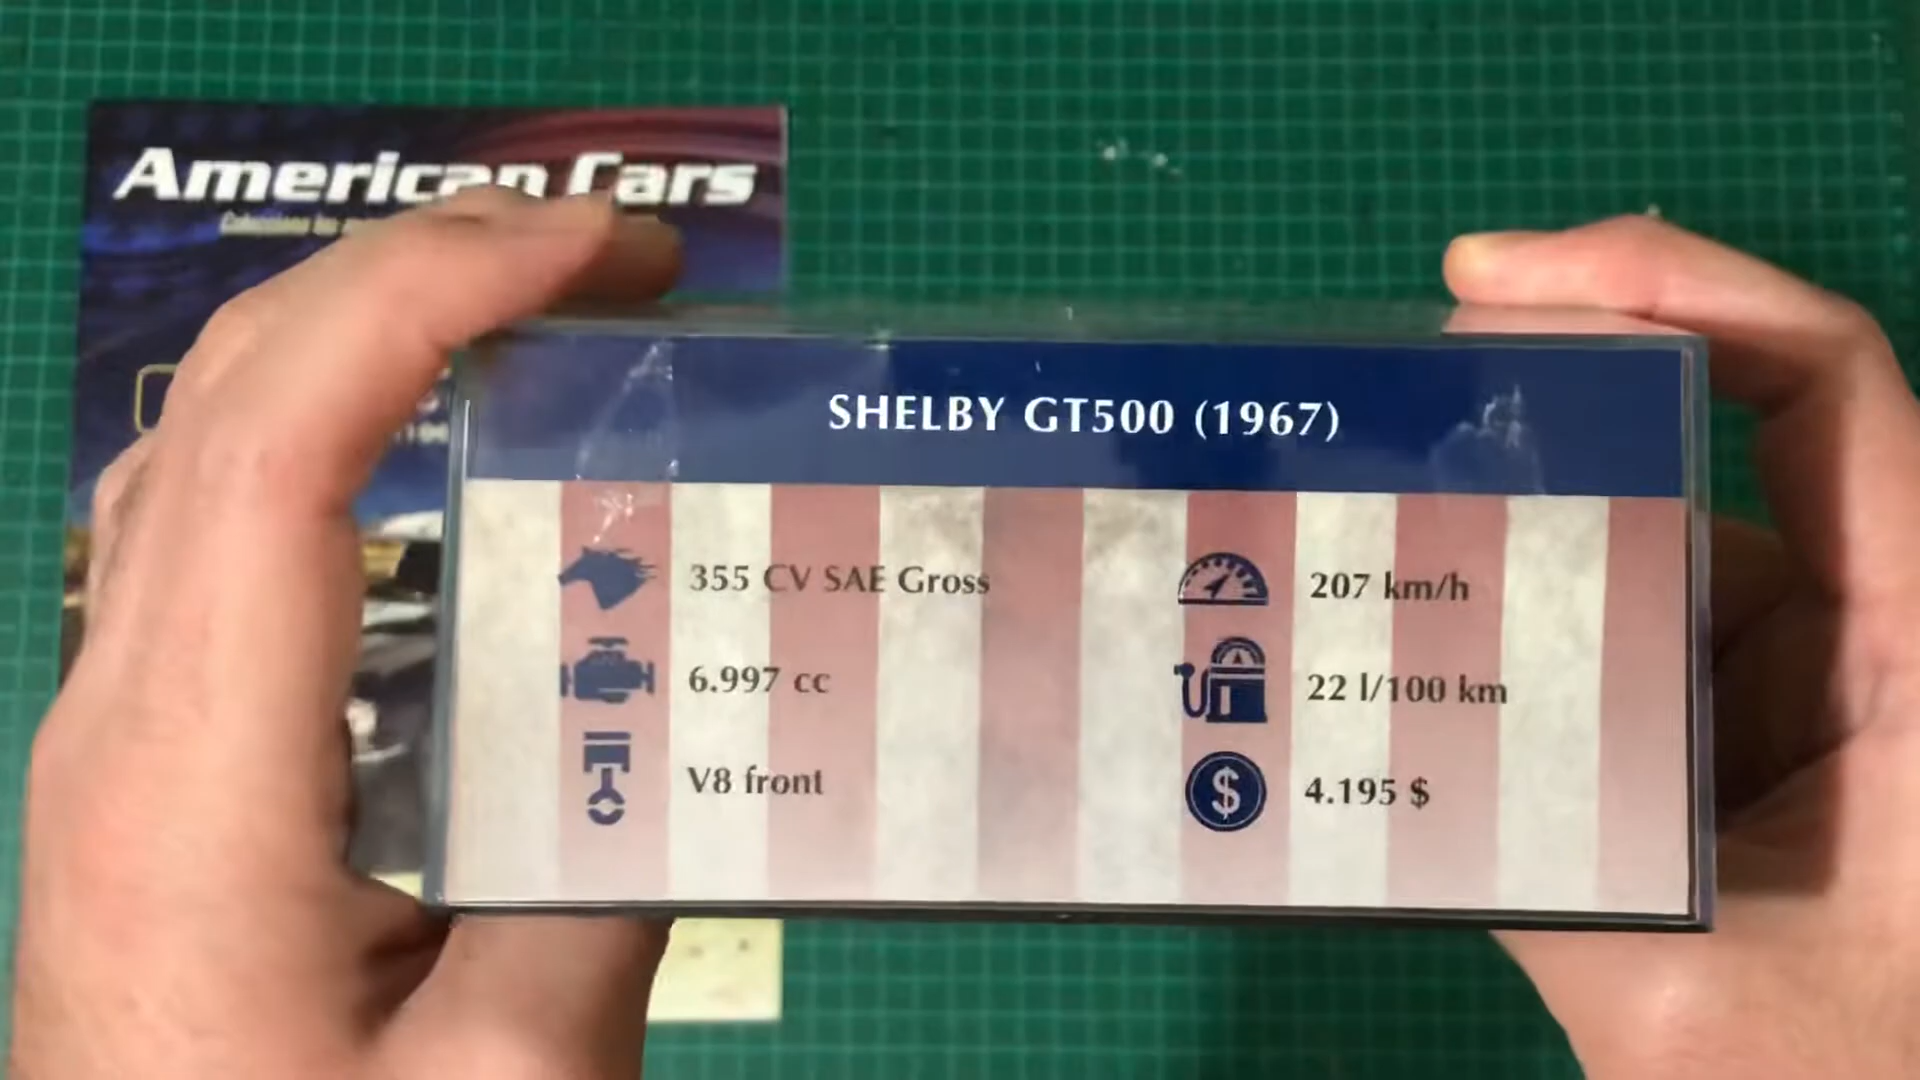 American Cars
SHELBY GT500 (1967)
355 CV SAE Gross
207 km/h
6.997 cc
22 l/100 km
V8 front
$
4.195 $